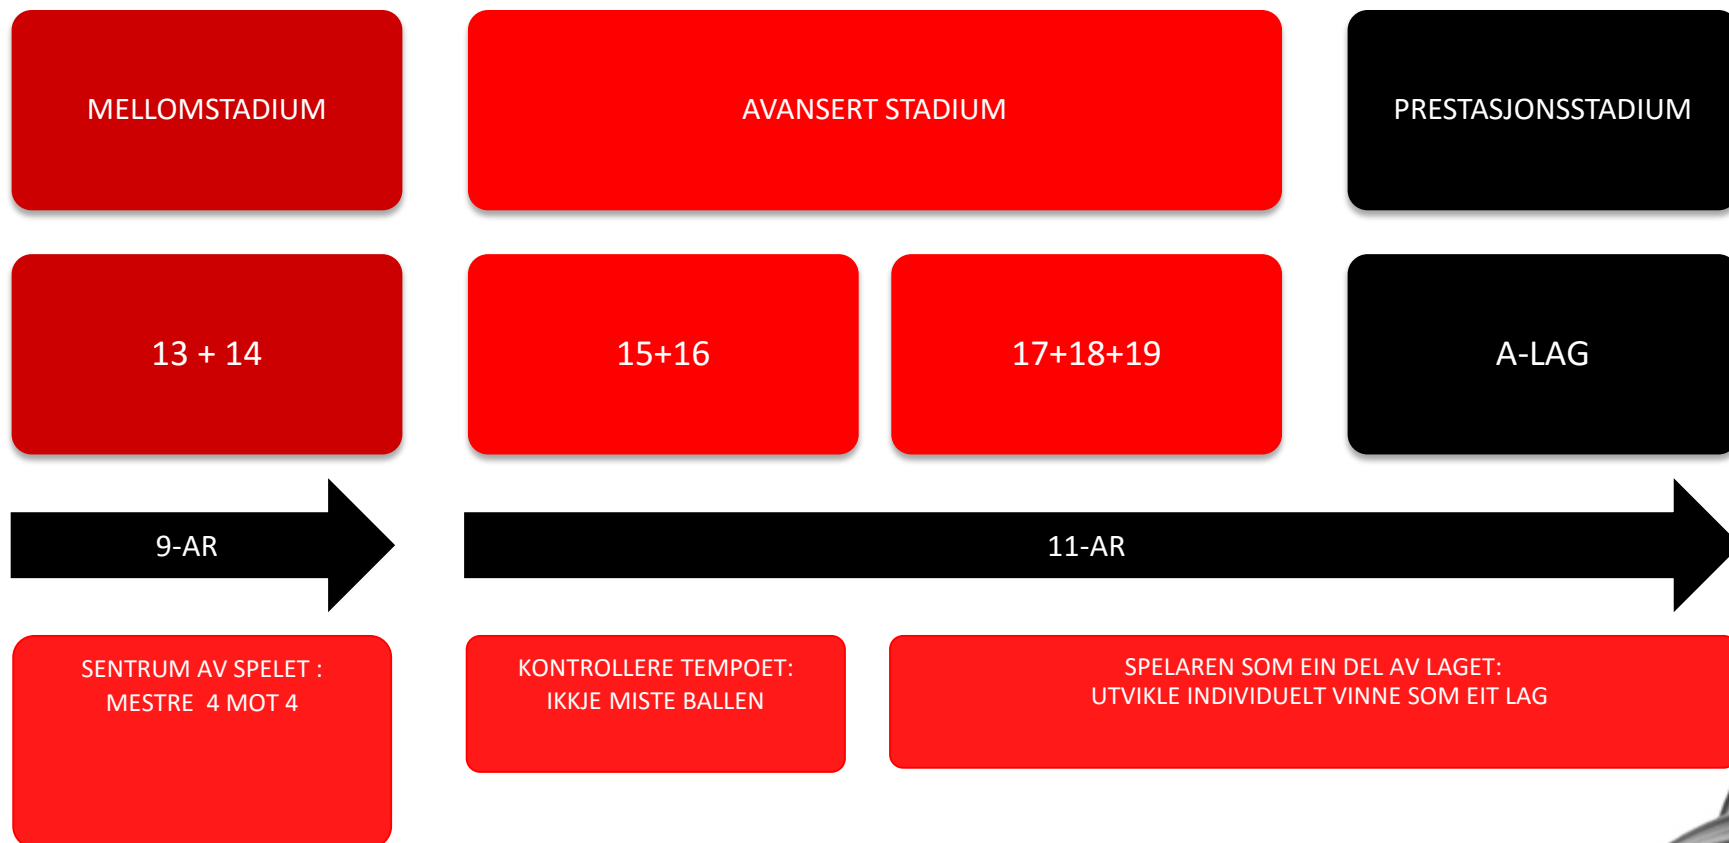 MELLOMSTADIUM
AVANSERT STADIUM
PRESTASJONSSTADIUM
13 + 14
15+16
17+18+19
A-LAG
9-AR
11-AR
SENTRUM AV SPELET :
MESTRE 4 MOT 4
KONTROLLERE TEMPOET:
IKKJE MISTE BALLEN
SPELAREN SOM EIN DEL AV LAGET:
UTVIKLE INDIVIDUELT VINNE SOM EIT LAG